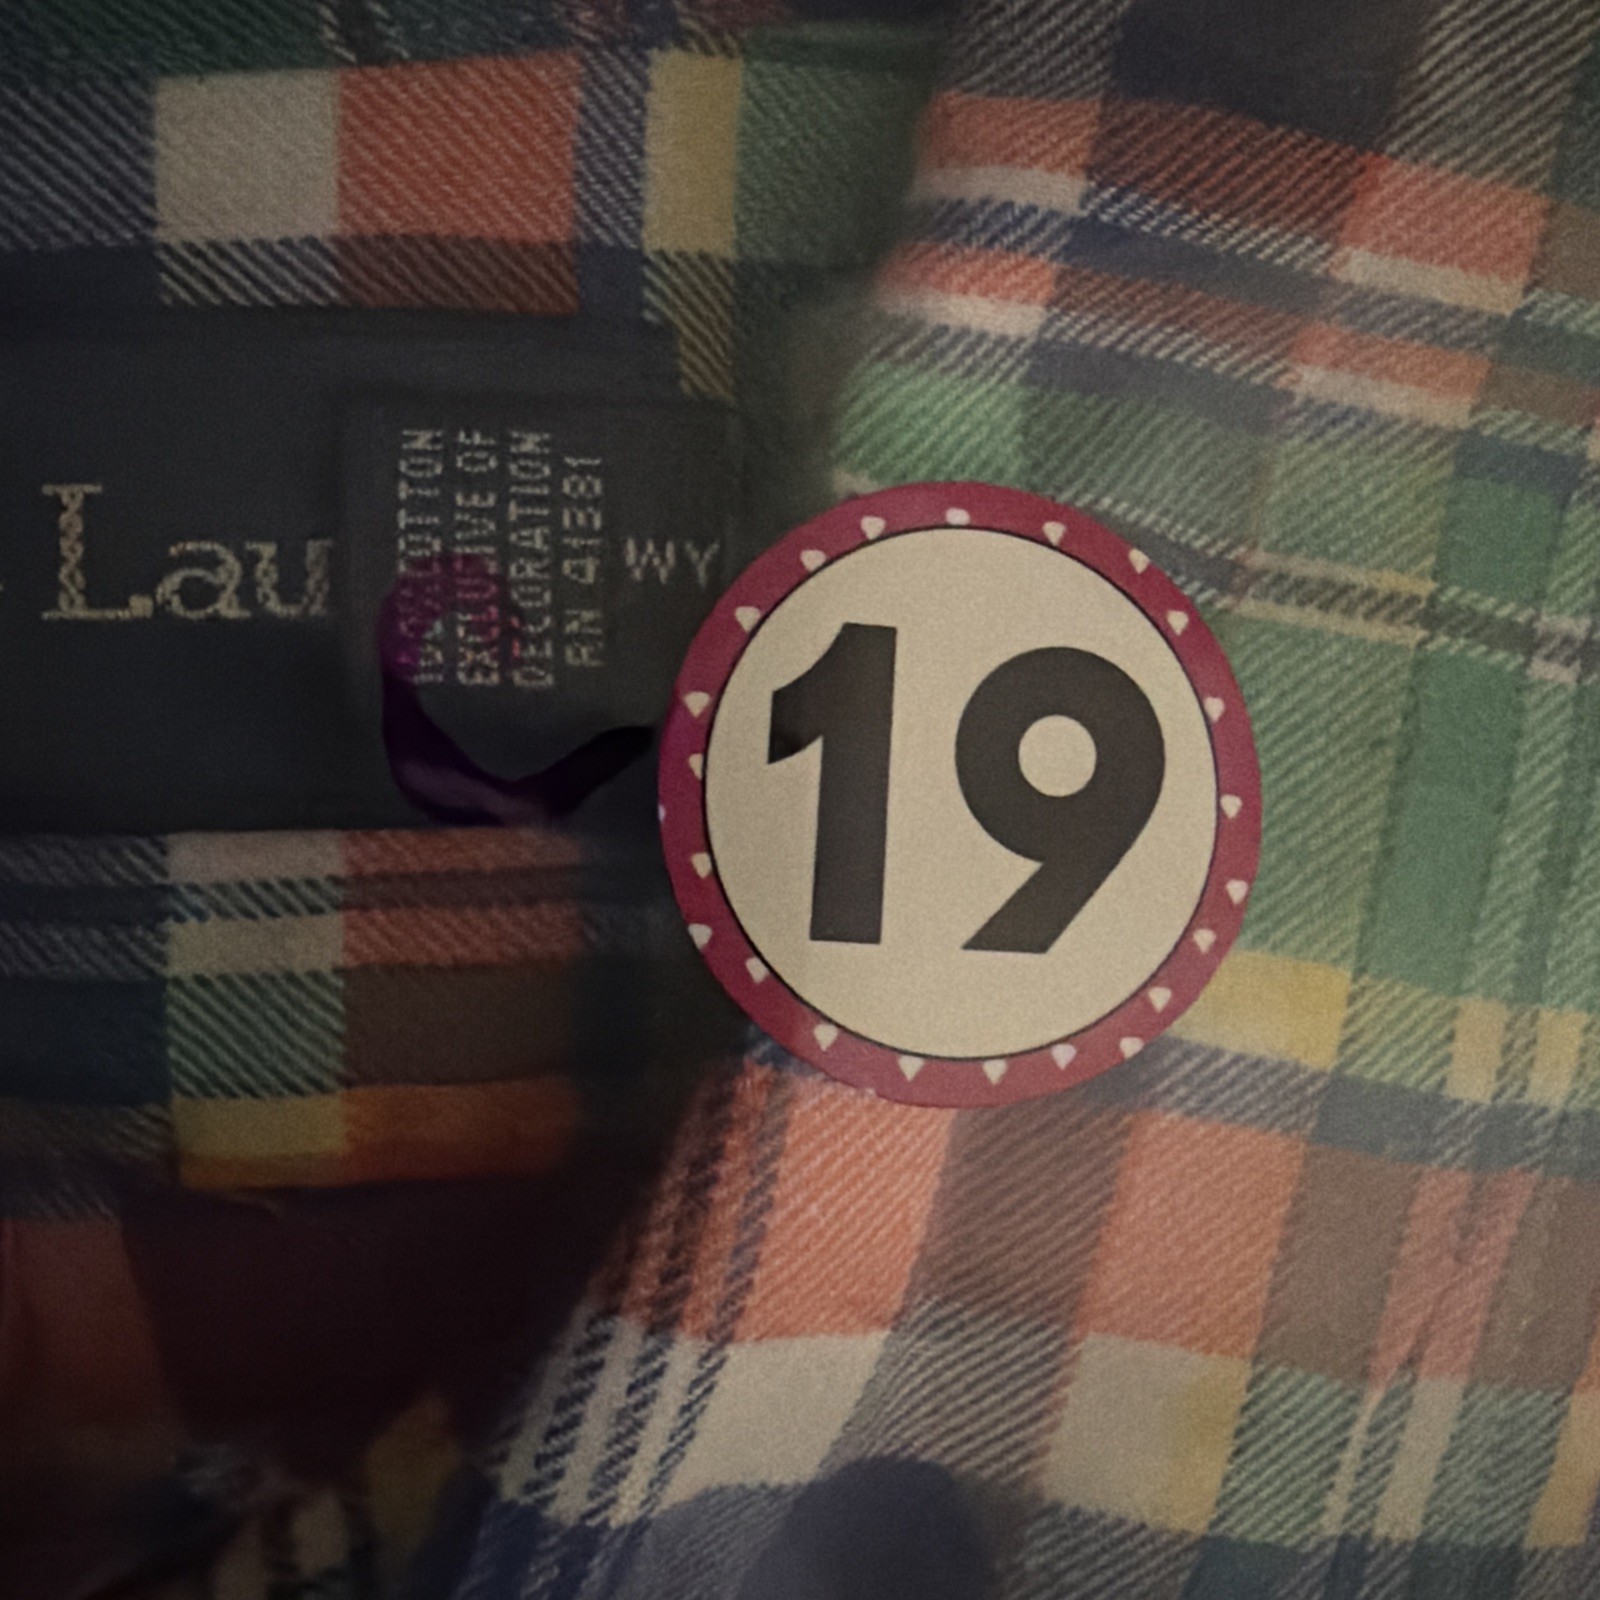 Lau
100% COTTON
EXCLUSIVE OF
DECORATION
RN 41381
WY
19